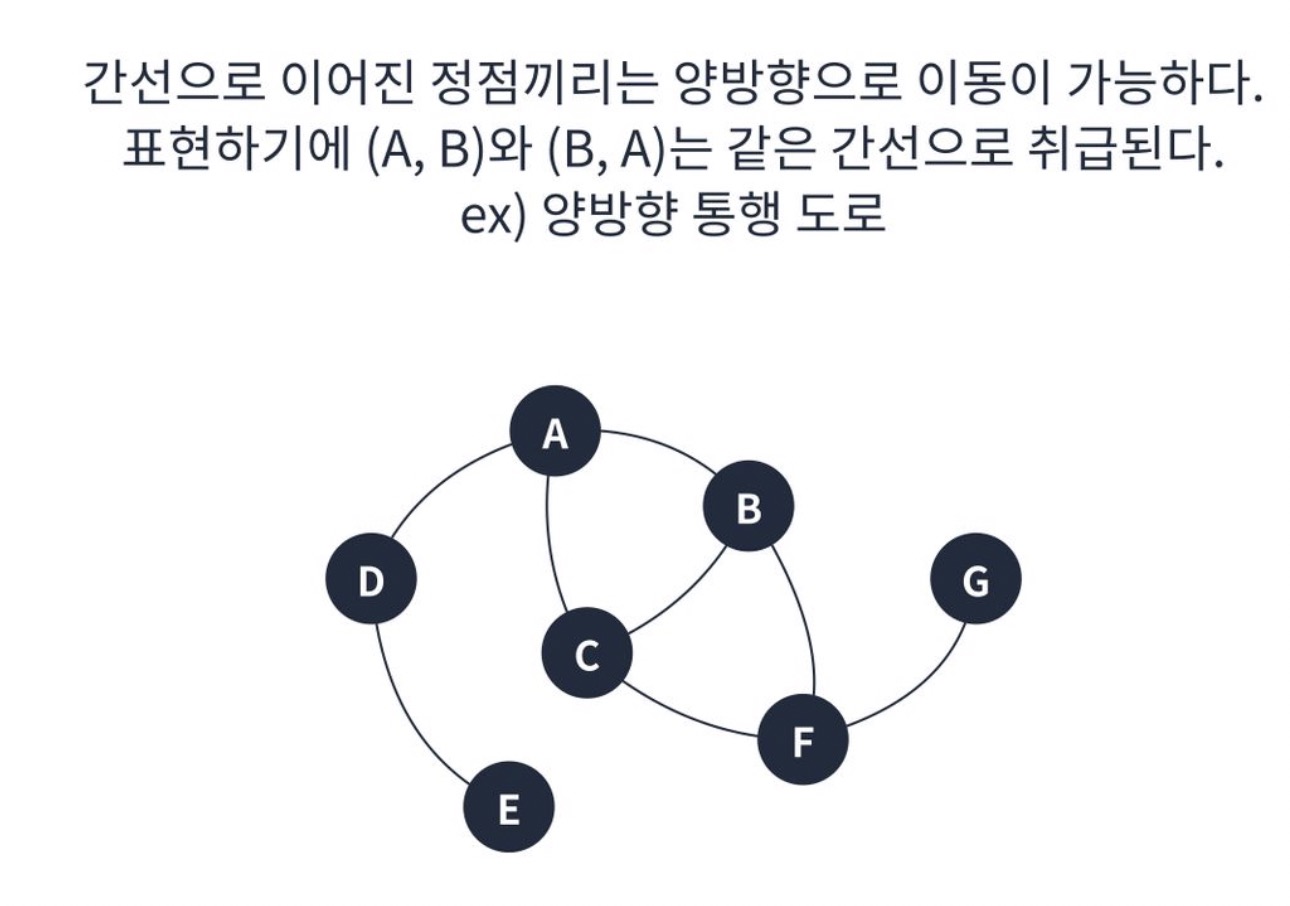 간선으로 이어진 정점끼리는 양방향으로 이동이 가능하다.
표현하기에 (A, B)와 (B, A)는 같은 간선으로 취급된다.
ex) 양방향 통행 도로
A
B
D
G
C
F
E